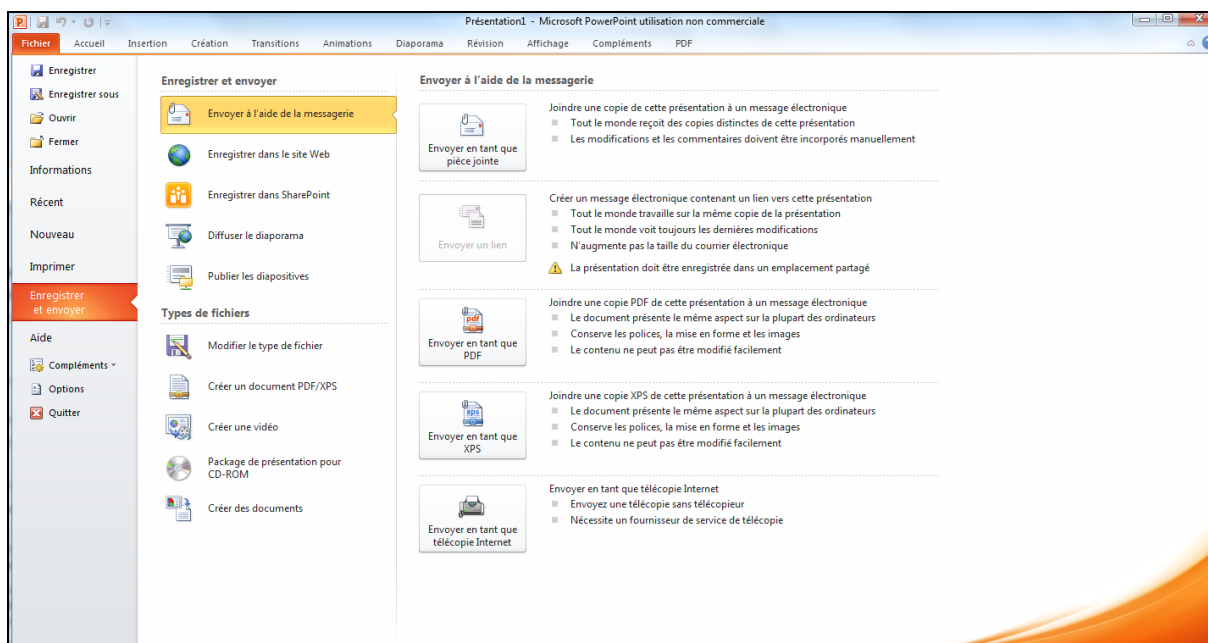 Présentation1 - Microsoft PowerPoint utilisation non commerciale
Fichier Accueil Insertion Création Transitions Animations Diaporama Révision Affichage Compléments PDF
Enregistrer
Enregistrer sous
Ouvrir
Fermer
Informations
Récent
Nouveau
Imprimer
Enregistrer
et envoyer
Aide
Compléments
Options
Quitter
Enregistrer et envoyer
Envoyer à l'aide de la messagerie
Enregistrer dans le site Web
Enregistrer dans SharePoint
Diffuser le diaporama
Publier les diapositives
Types de fichiers
Modifier le type de fichier
Créer un document PDF/XPS
Créer une vidéo
Package de présentation pour
CD-ROM
Créer des documents
Envoyer à l'aide de la messagerie
Envoyer en tant que
pièce jointe
Joindre une copie de cette présentation à un message électronique
Tout le monde reçoit des copies distinctes de cette présentation
Les modifications et les commentaires doivent être incorporés manuellement
Envoyer un lien
Créer un message électronique contenant un lien vers cette présentation
Tout le monde travaille sur la même copie de la présentation
Tout le monde voit toujours les dernières modifications
N'augmente pas la taille du courrier électronique
La présentation doit être enregistrée dans un emplacement partagé
pdf
Envoyer en tant que
PDF
Joindre une copie PDF de cette présentation à un message électronique
Le document présente le même aspect sur la plupart des ordinateurs
Conserve les polices, la mise en forme et les images
Le contenu ne peut pas être modifié facilement
xps
Envoyer en tant que
XPS
Joindre une copie XPS de cette présentation à un message électronique
Le document présente le même aspect sur la plupart des ordinateurs
Conserve les polices, la mise en forme et les images
Le contenu ne peut pas être modifié facilement
Envoyer en tant que
télécopie Internet
Envoyer en tant que télécopie Internet
Envoyez une télécopie sans télécopieur
Nécessite un fournisseur de service de télécopie